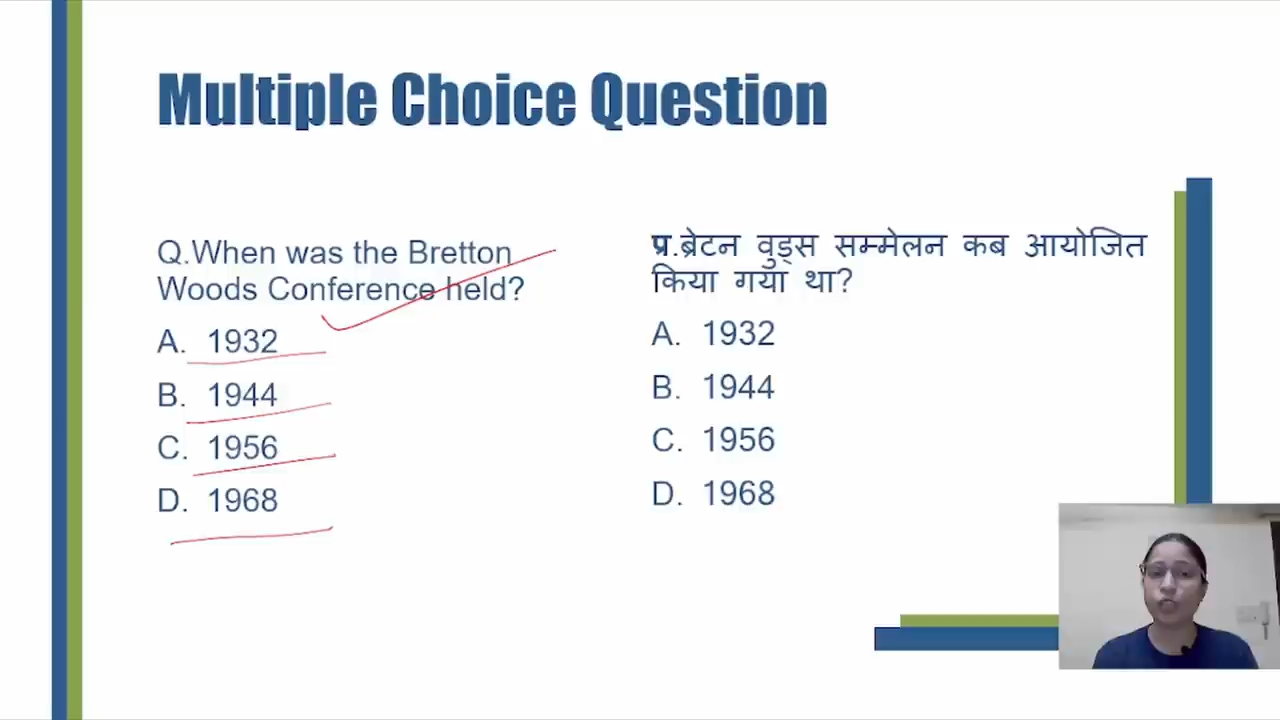 Multiple Choice Question
Q.When was the Bretton
Woods Conference held?
A. 1932
B. 1944
C. 1956
D. 1968
प्र.ब्रेटन वुड्स सम्मेलन कब आयोजित
किया गया था?
A. 1932
B. 1944
C. 1956
D. 1968